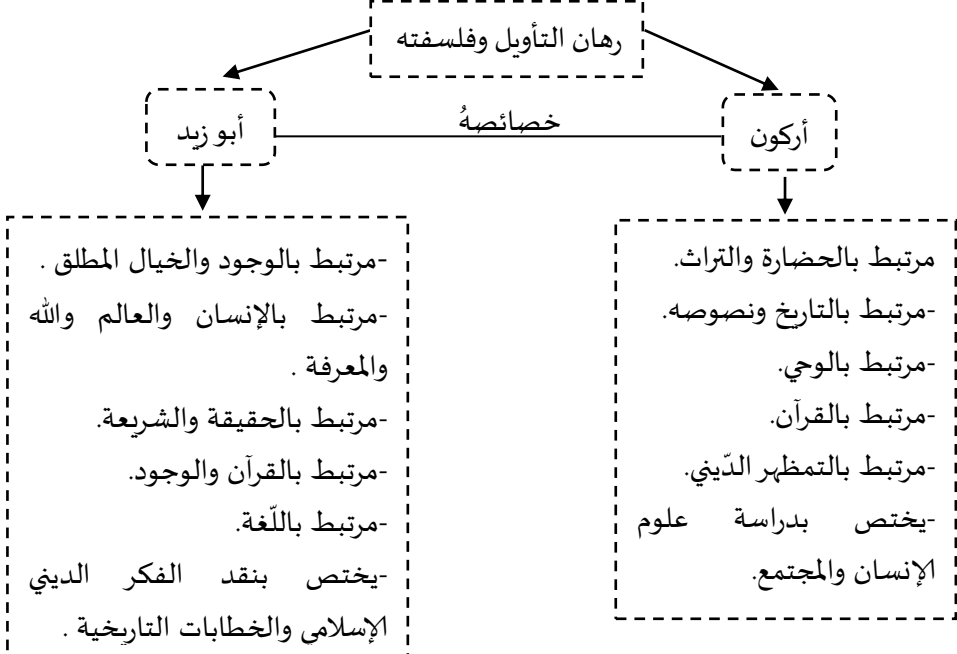 رهان التأويل وفلسفته
خصائصهُ
أركون
أبو زيد
مرتبط بالحضارة والتراث.
-مرتبط بالتاريخ ونصوصه.
-مرتبط بالوحي.
-مرتبط بالقرآن.
-مرتبط بالتمظهر الدّيني.
-يختص بدراسة علوم
الإنسان والمجتمع.
-مرتبط بالوجود والخيال المطلق .
-مرتبط بالإنسان والعالم والله
والمعرفة .
-مرتبط بالحقيقة والشريعة.
-مرتبط بالقرآن والوجود.
-مرتبط باللّغة.
-يختص بنقد الفكر الديني
الإسلامي والخطابات التاريخية .